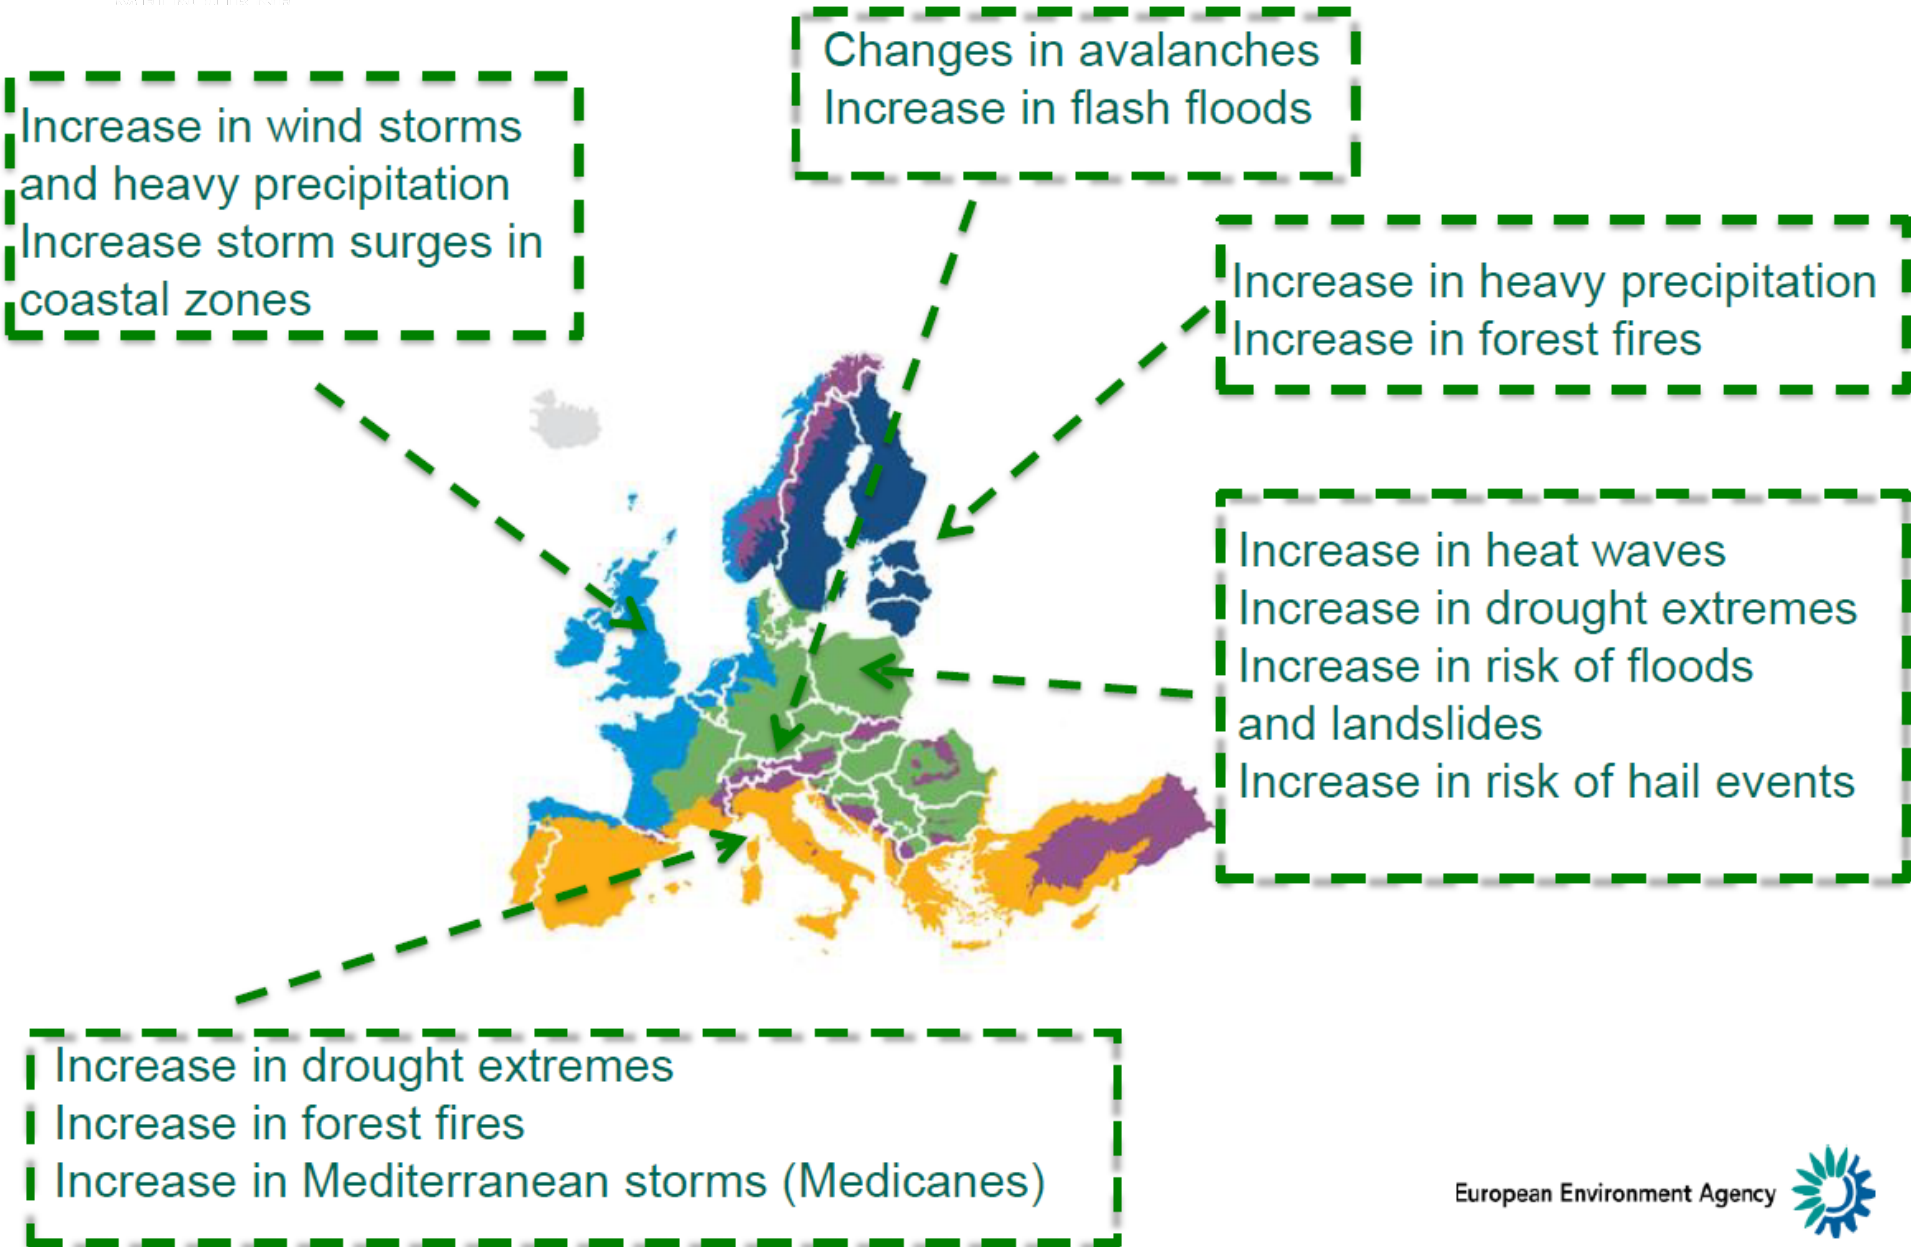 Changes in avalanches
Increase in flash floods
Increase in wind storms
and heavy precipitation
Increase storm surges in
coastal zones
Increase in heavy precipitation
Increase in forest fires
Increase in heat waves
Increase in drought extremes
Increase in risk of floods
and landslides
Increase in risk of hail events
Increase in drought extremes
Increase in forest fires
Increase in Mediterranean storms (Medicanes)
European Environment Agency